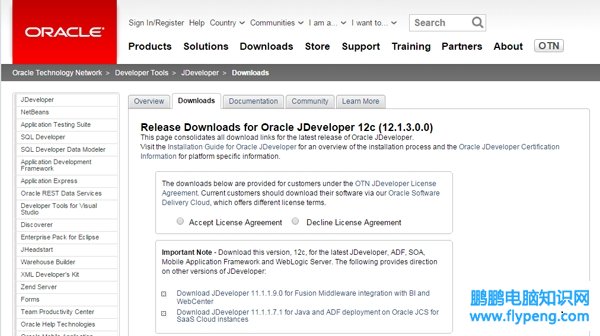 ORACLE
Sign In/Register Help Country Communities I am a... I want to... Search
Products Solutions Downloads Store Support Training Partners About OTN
Oracle Technology Network > Developer Tools > JDeveloper > Downloads
JDeveloper
NetBeans
Application Testing Suite
SQL Developer
SQL Developer Data Modeler
Application Development
Framework
Application Express
Oracle REST Data Services
Developer Tools for Visual
Studio
Discoverer
Enterprise Pack for Eclipse
JHeadstart
Warehouse Builder
XML Developer's Kit
Zend Server
Forms
Team Productivity Center
Oracle Help Technologies
Oracle Mobile Application
Overview Downloads Documentation Community Learn More
Release Downloads for Oracle JDeveloper 12c (12.1.3.0.0)
This page consolidates all download links for the latest release of Oracle JDeveloper.
Visit the Installation Guide for Oracle JDeveloper for an overview of the installation process and the Oracle JDeveloper Certification
Information for platform specific information.
The downloads below are provided for customers under the OTN JDeveloper License
Agreement. Current customers should download their software via our Oracle Software
Delivery Cloud, which offers different license terms.
Accept License Agreement Decline License Agreement
Important Note - Download this version, 12c, for the latest JDeveloper, ADF, SOA,
Mobile Application Framework and WebLogic Server. The following provides direction
on other versions of JDeveloper:
Download JDeveloper 11.1.1.9.0 for Fusion Middleware integration with BI and
WebCenter
Download JDeveloper 11.1.1.7.1 for Java and ADF deployment on Oracle JCS for
SaaS Cloud instances
鹏鹏电脑知识网
www.flypeng.com